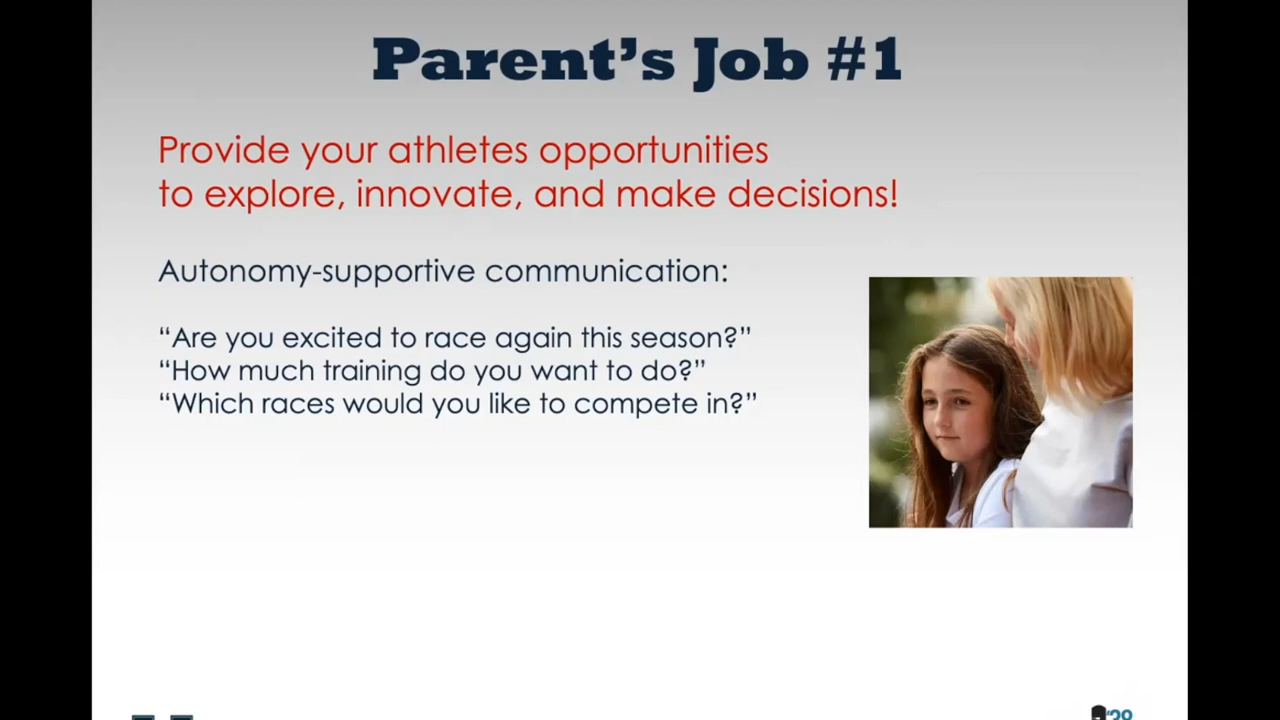 Parent’s Job #1
Provide your athletes opportunities
to explore, innovate, and make decisions!
Autonomy-supportive communication:
“Are you excited to race again this season?”
“How much training do you want to do?”
“Which races would you like to compete in?”